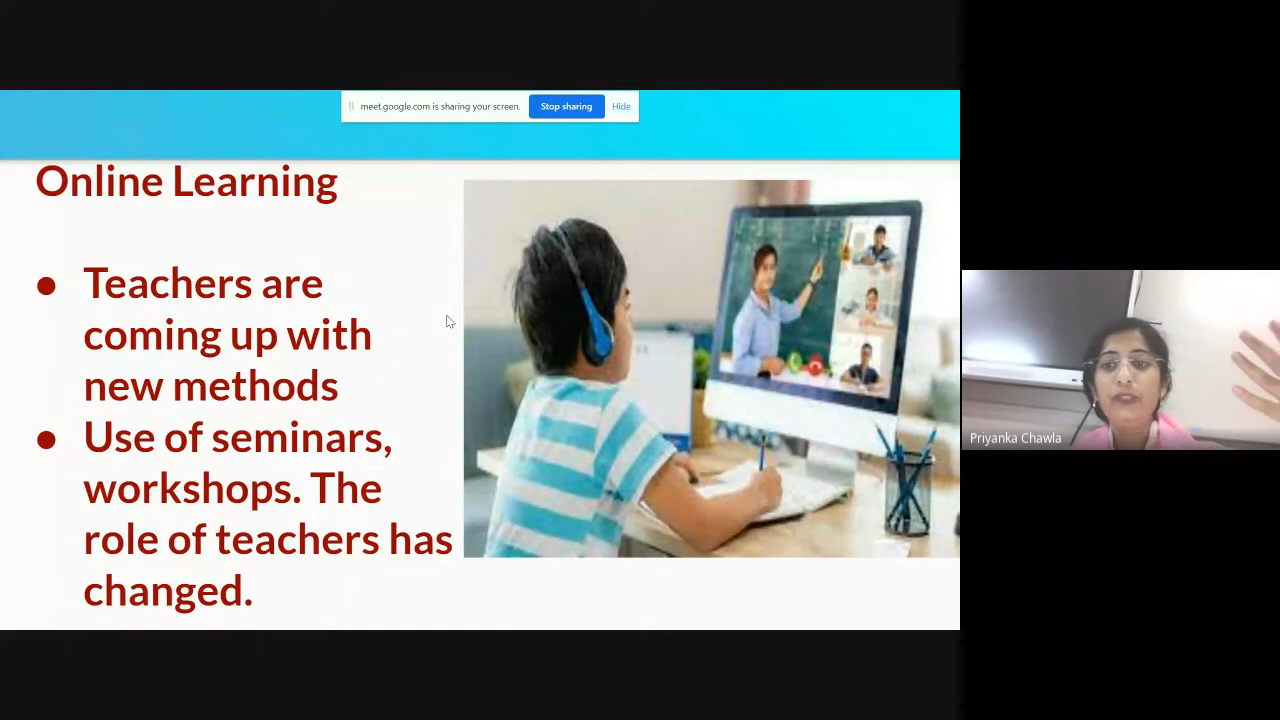 meet.google.com is sharing your screen. Stop sharing Hide
Online Learning
● Teachers are
coming up with
new methods
● Use of seminars,
workshops. The
role of teachers has
changed.
Priyanka Chawla